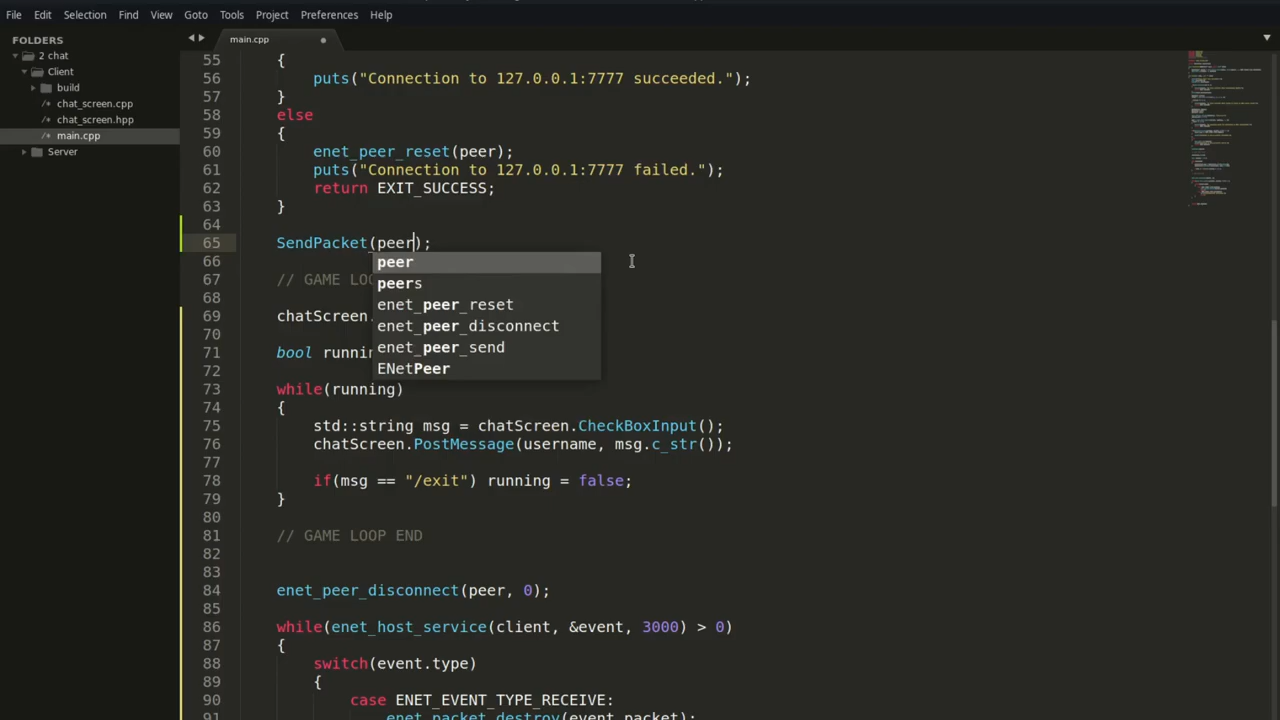 File Edit Selection Find View Goto Tools Project Preferences Help
FOLDERS
2 chat
Client
build
/* chat_screen.cpp
/* chat_screen.hpp
/* main.cpp
Server
main.cpp
55 {
56 puts("Connection to 127.0.0.1:7777 succeeded.");
57 }
58 else
59 {
60 enet_peer_reset(peer);
61 puts("Connection to 127.0.0.1:7777 failed.");
62 return EXIT_SUCCESS;
63 }
64
65 SendPacket(peer);
66
peer
peers
enet_peer_reset
enet_peer_disconnect
enet_peer_send
ENetPeer
67 // GAME LOO
68
69 chatScreen.
70
71 bool runnin
72
73 while(running)
74 {
75 std::string msg = chatScreen.CheckBoxInput();
76 chatScreen.PostMessage(username, msg.c_str());
77
78 if(msg == "/exit") running = false;
79 }
80
81 // GAME LOOP END
82
83
84 enet_peer_disconnect(peer, 0);
85
86 while(enet_host_service(client, &event, 3000) > 0)
87 {
88 switch(event.type)
89 {
90 case ENET_EVENT_TYPE_RECEIVE:
91 enet_packet_destroy(event.packet);